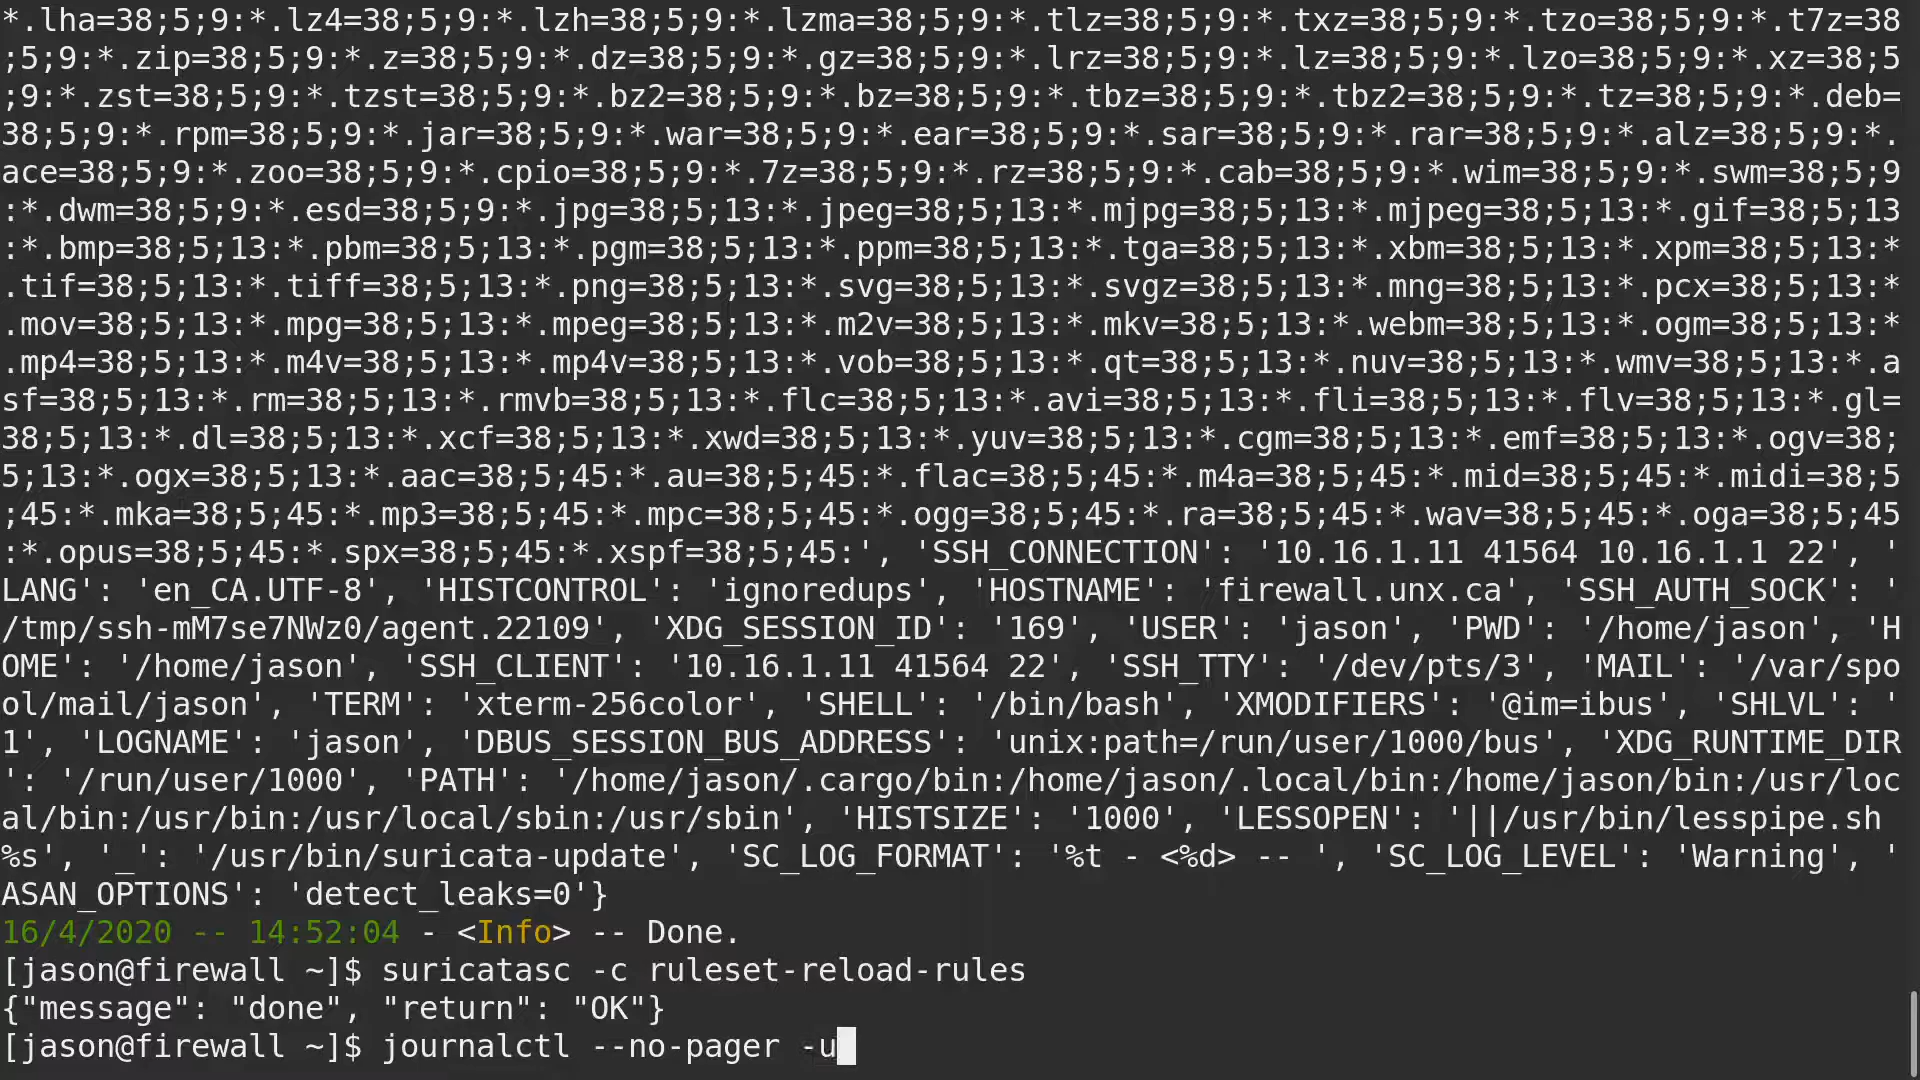 *.lha=38;5;9:*.lz4=38;5;9:*.lzh=38;5;9:*.lzma=38;5;9:*.tlz=38;5;9:*.txz=38;5;9:*.tzo=38;5;9:*.t7z=38
;5;9:*.zip=38;5;9:*.z=38;5;9:*.dz=38;5;9:*.gz=38;5;9:*.lrz=38;5;9:*.lz=38;5;9:*.lzo=38;5;9:*.xz=38;5
;9:*.zst=38;5;9:*.tzst=38;5;9:*.bz2=38;5;9:*.bz=38;5;9:*.tbz=38;5;9:*.tbz2=38;5;9:*.tz=38;5;9:*.deb=
38;5;9:*.rpm=38;5;9:*.jar=38;5;9:*.war=38;5;9:*.ear=38;5;9:*.sar=38;5;9:*.rar=38;5;9:*.alz=38;5;9:*.
ace=38;5;9:*.zoo=38;5;9:*.cpio=38;5;9:*.7z=38;5;9:*.rz=38;5;9:*.cab=38;5;9:*.wim=38;5;9:*.swm=38;5;9
:*.dwm=38;5;9:*.esd=38;5;9:*.jpg=38;5;13:*.jpeg=38;5;13:*.mjpg=38;5;13:*.mjpeg=38;5;13:*.gif=38;5;13
:*.bmp=38;5;13:*.pbm=38;5;13:*.pgm=38;5;13:*.ppm=38;5;13:*.tga=38;5;13:*.xbm=38;5;13:*.xpm=38;5;13:*
.tif=38;5;13:*.tiff=38;5;13:*.png=38;5;13:*.svg=38;5;13:*.svgz=38;5;13:*.mng=38;5;13:*.pcx=38;5;13:*
.mov=38;5;13:*.mpg=38;5;13:*.mpeg=38;5;13:*.m2v=38;5;13:*.mkv=38;5;13:*.webm=38;5;13:*.ogm=38;5;13:*
.mp4=38;5;13:*.m4v=38;5;13:*.mp4v=38;5;13:*.vob=38;5;13:*.qt=38;5;13:*.nuv=38;5;13:*.wmv=38;5;13:*.a
sf=38;5;13:*.rm=38;5;13:*.rmvb=38;5;13:*.flc=38;5;13:*.avi=38;5;13:*.fli=38;5;13:*.flv=38;5;13:*.gl=
38;5;13:*.dl=38;5;13:*.xcf=38;5;13:*.xwd=38;5;13:*.yuv=38;5;13:*.cgm=38;5;13:*.emf=38;5;13:*.ogv=38;
5;13:*.ogx=38;5;13:*.aac=38;5;45:*.au=38;5;45:*.flac=38;5;45:*.m4a=38;5;45:*.mid=38;5;45:*.midi=38;5
;45:*.mka=38;5;45:*.mp3=38;5;45:*.mpc=38;5;45:*.ogg=38;5;45:*.ra=38;5;45:*.wav=38;5;45:*.oga=38;5;45
:*.opus=38;5;45:*.spx=38;5;45:*.xspf=38;5;45:', 'SSH_CONNECTION': '10.16.1.11 41564 10.16.1.1 22', '
LANG': 'en_CA.UTF-8', 'HISTCONTROL': 'ignoredups', 'HOSTNAME': 'firewall.unx.ca', 'SSH_AUTH_SOCK': '
/tmp/ssh-mM7se7NWz0/agent.22109', 'XDG_SESSION_ID': '169', 'USER': 'jason', 'PWD': '/home/jason', 'H
OME': '/home/jason', 'SSH_CLIENT': '10.16.1.11 41564 22', 'SSH_TTY': '/dev/pts/3', 'MAIL': '/var/spo
ol/mail/jason', 'TERM': 'xterm-256color', 'SHELL': '/bin/bash', 'XMODIFIERS': '@im=ibus', 'SHLVL': '
1', 'LOGNAME': 'jason', 'DBUS_SESSION_BUS_ADDRESS': 'unix:path=/run/user/1000/bus', 'XDG_RUNTIME_DIR
': '/run/user/1000', 'PATH': '/home/jason/.cargo/bin:/home/jason/.local/bin:/home/jason/bin:/usr/loc
al/bin:/usr/bin:/usr/local/sbin:/usr/sbin', 'HISTSIZE': '1000', 'LESSOPEN': '||/usr/bin/lesspipe.sh 
%s', '_': '/usr/bin/suricata-update', 'SC_LOG_FORMAT': '%t - <%d> -- ', 'SC_LOG_LEVEL': 'Warning', '
ASAN_OPTIONS': 'detect_leaks=0'}
16/4/2020 -- 14:52:04 - <Info> -- Done.
[jason@firewall ~]$ suricatasc -c ruleset-reload-rules
{"message": "done", "return": "OK"}
[jason@firewall ~]$ journalctl --no-pager -u